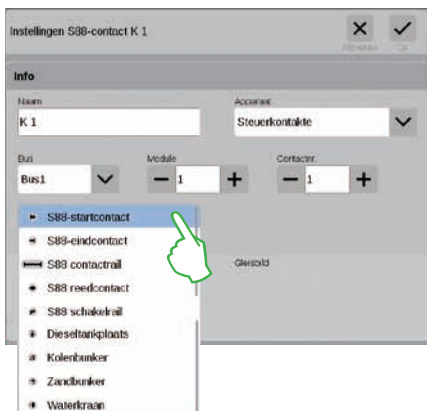 Instellingen S88-contact K 1
Afbreken OK
Info
Naam Apparaat
K 1 Steuerkontakte
Bus Module Contactnr.
Bus1 1 1
S88-startcontact
S88-eindcontact
S88 contactrail
Gleisbild
S88 reedcontact
S88 schakelrail
Dieseltankplaats
Kolenbunker
Zandbunker
Waterkraan